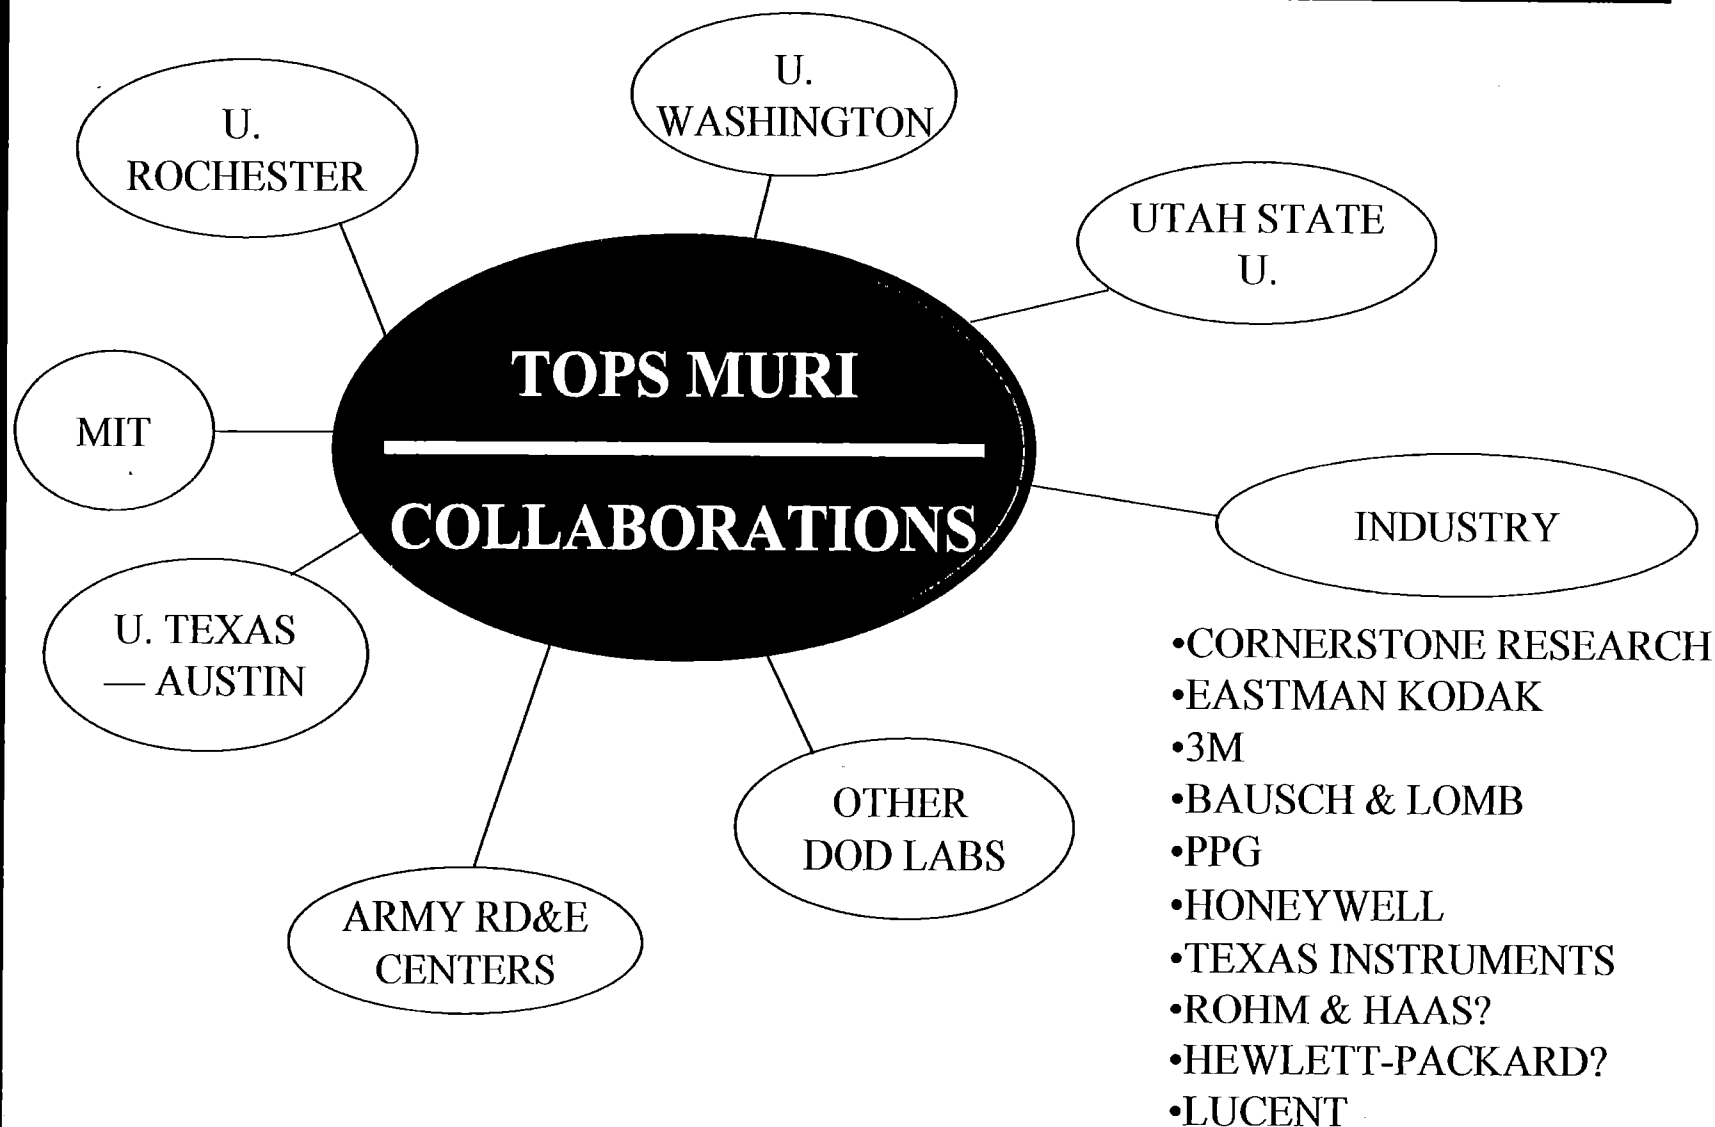 U.
WASHINGTON
U.
ROCHESTER
UTAH STATE
U.
TOPS MURI
COLLABORATIONS
MIT
INDUSTRY
U. TEXAS
— AUSTIN
OTHER
DOD LABS
ARMY RD&E
CENTERS
•CORNERSTONE RESEARCH
•EASTMAN KODAK
•3M
•BAUSCH & LOMB
•PPG
•HONEYWELL
•TEXAS INSTRUMENTS
•ROHM & HAAS?
•HEWLETT-PACKARD?
•LUCENT